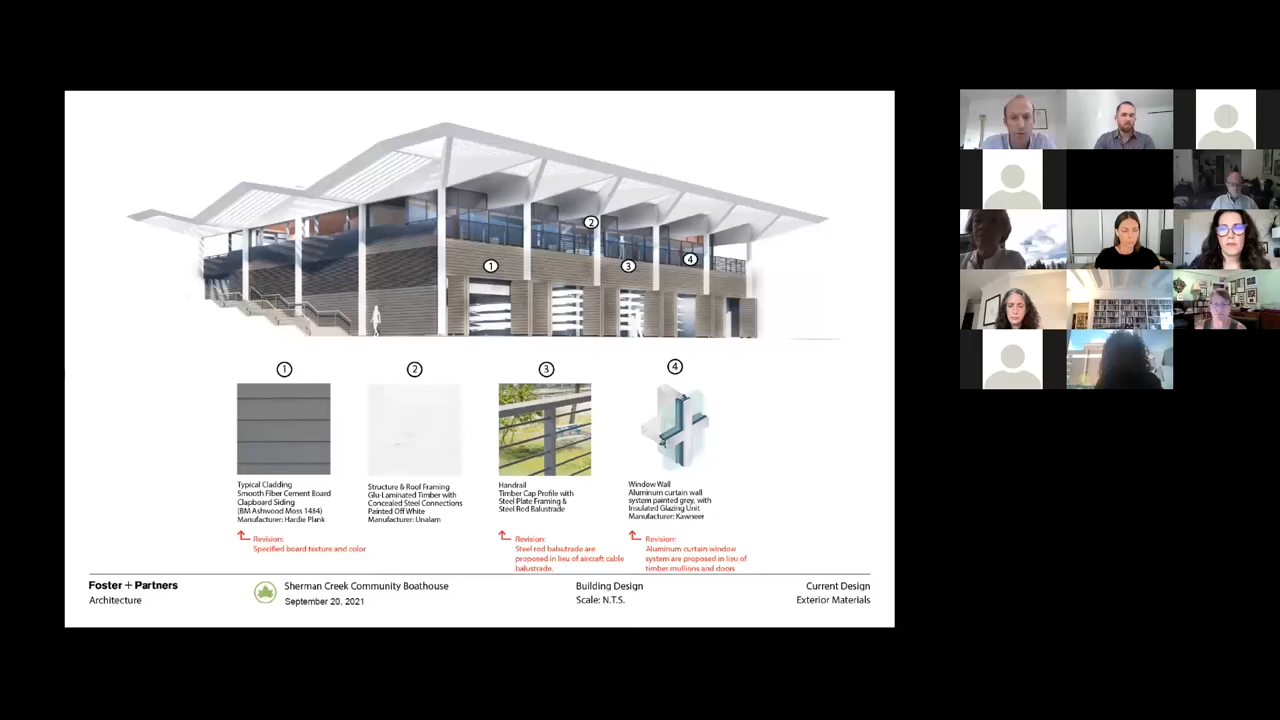 2
1
3
4
1
2
3
4
Typical Cladding
Smooth Fiber Cement Board
Clapboard Siding
(BM Ashwood Moss 1484)
Manufacturer: Hardie Plank
Structure & Roof Framing
Glu-Laminated Timber with
Concealed Steel Connections
Painted Off White
Manufacturer: Unalam
Handrail
Timber Cap Profile with
Steel Plate Framing &
Steel Rod Balustrade
Window Wall
Aluminum curtain wall
system painted grey, with
Insulated Glazing Unit
Manufacturer: Kawneer
Revision:
Specified board texture and color
Revision:
Steel rod balsutrade are
proposed in lieu of aircraft cable
balustrade.
Revision:
Aluminum curtain window
system are proposed in lieu of
timber mullions and doors
Foster + Partners
Architecture
Sherman Creek Community Boathouse
September 20, 2021
Building Design
Scale: N.T.S.
Current Design
Exterior Materials